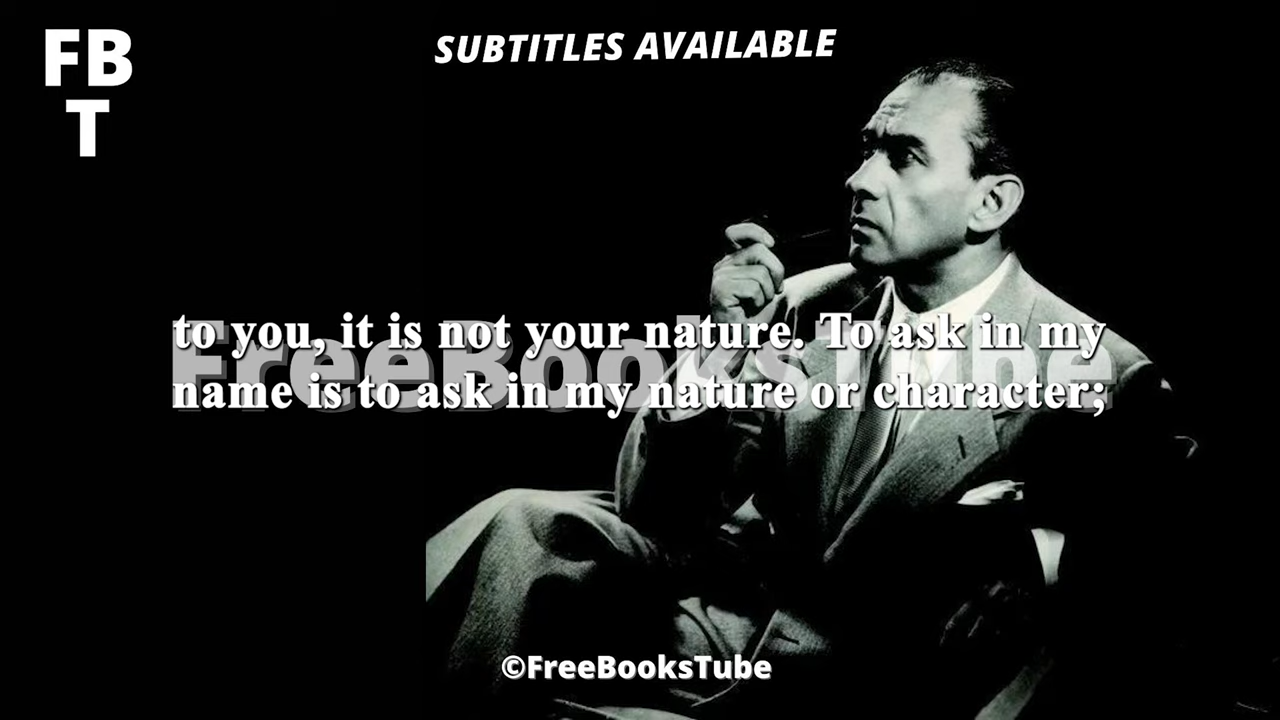 FB
T
SUBTITLES AVAILABLE
to you, it is not your nature. To ask in my
name is to ask in my nature or character;
FreeBooksTube
©FreeBooksTube